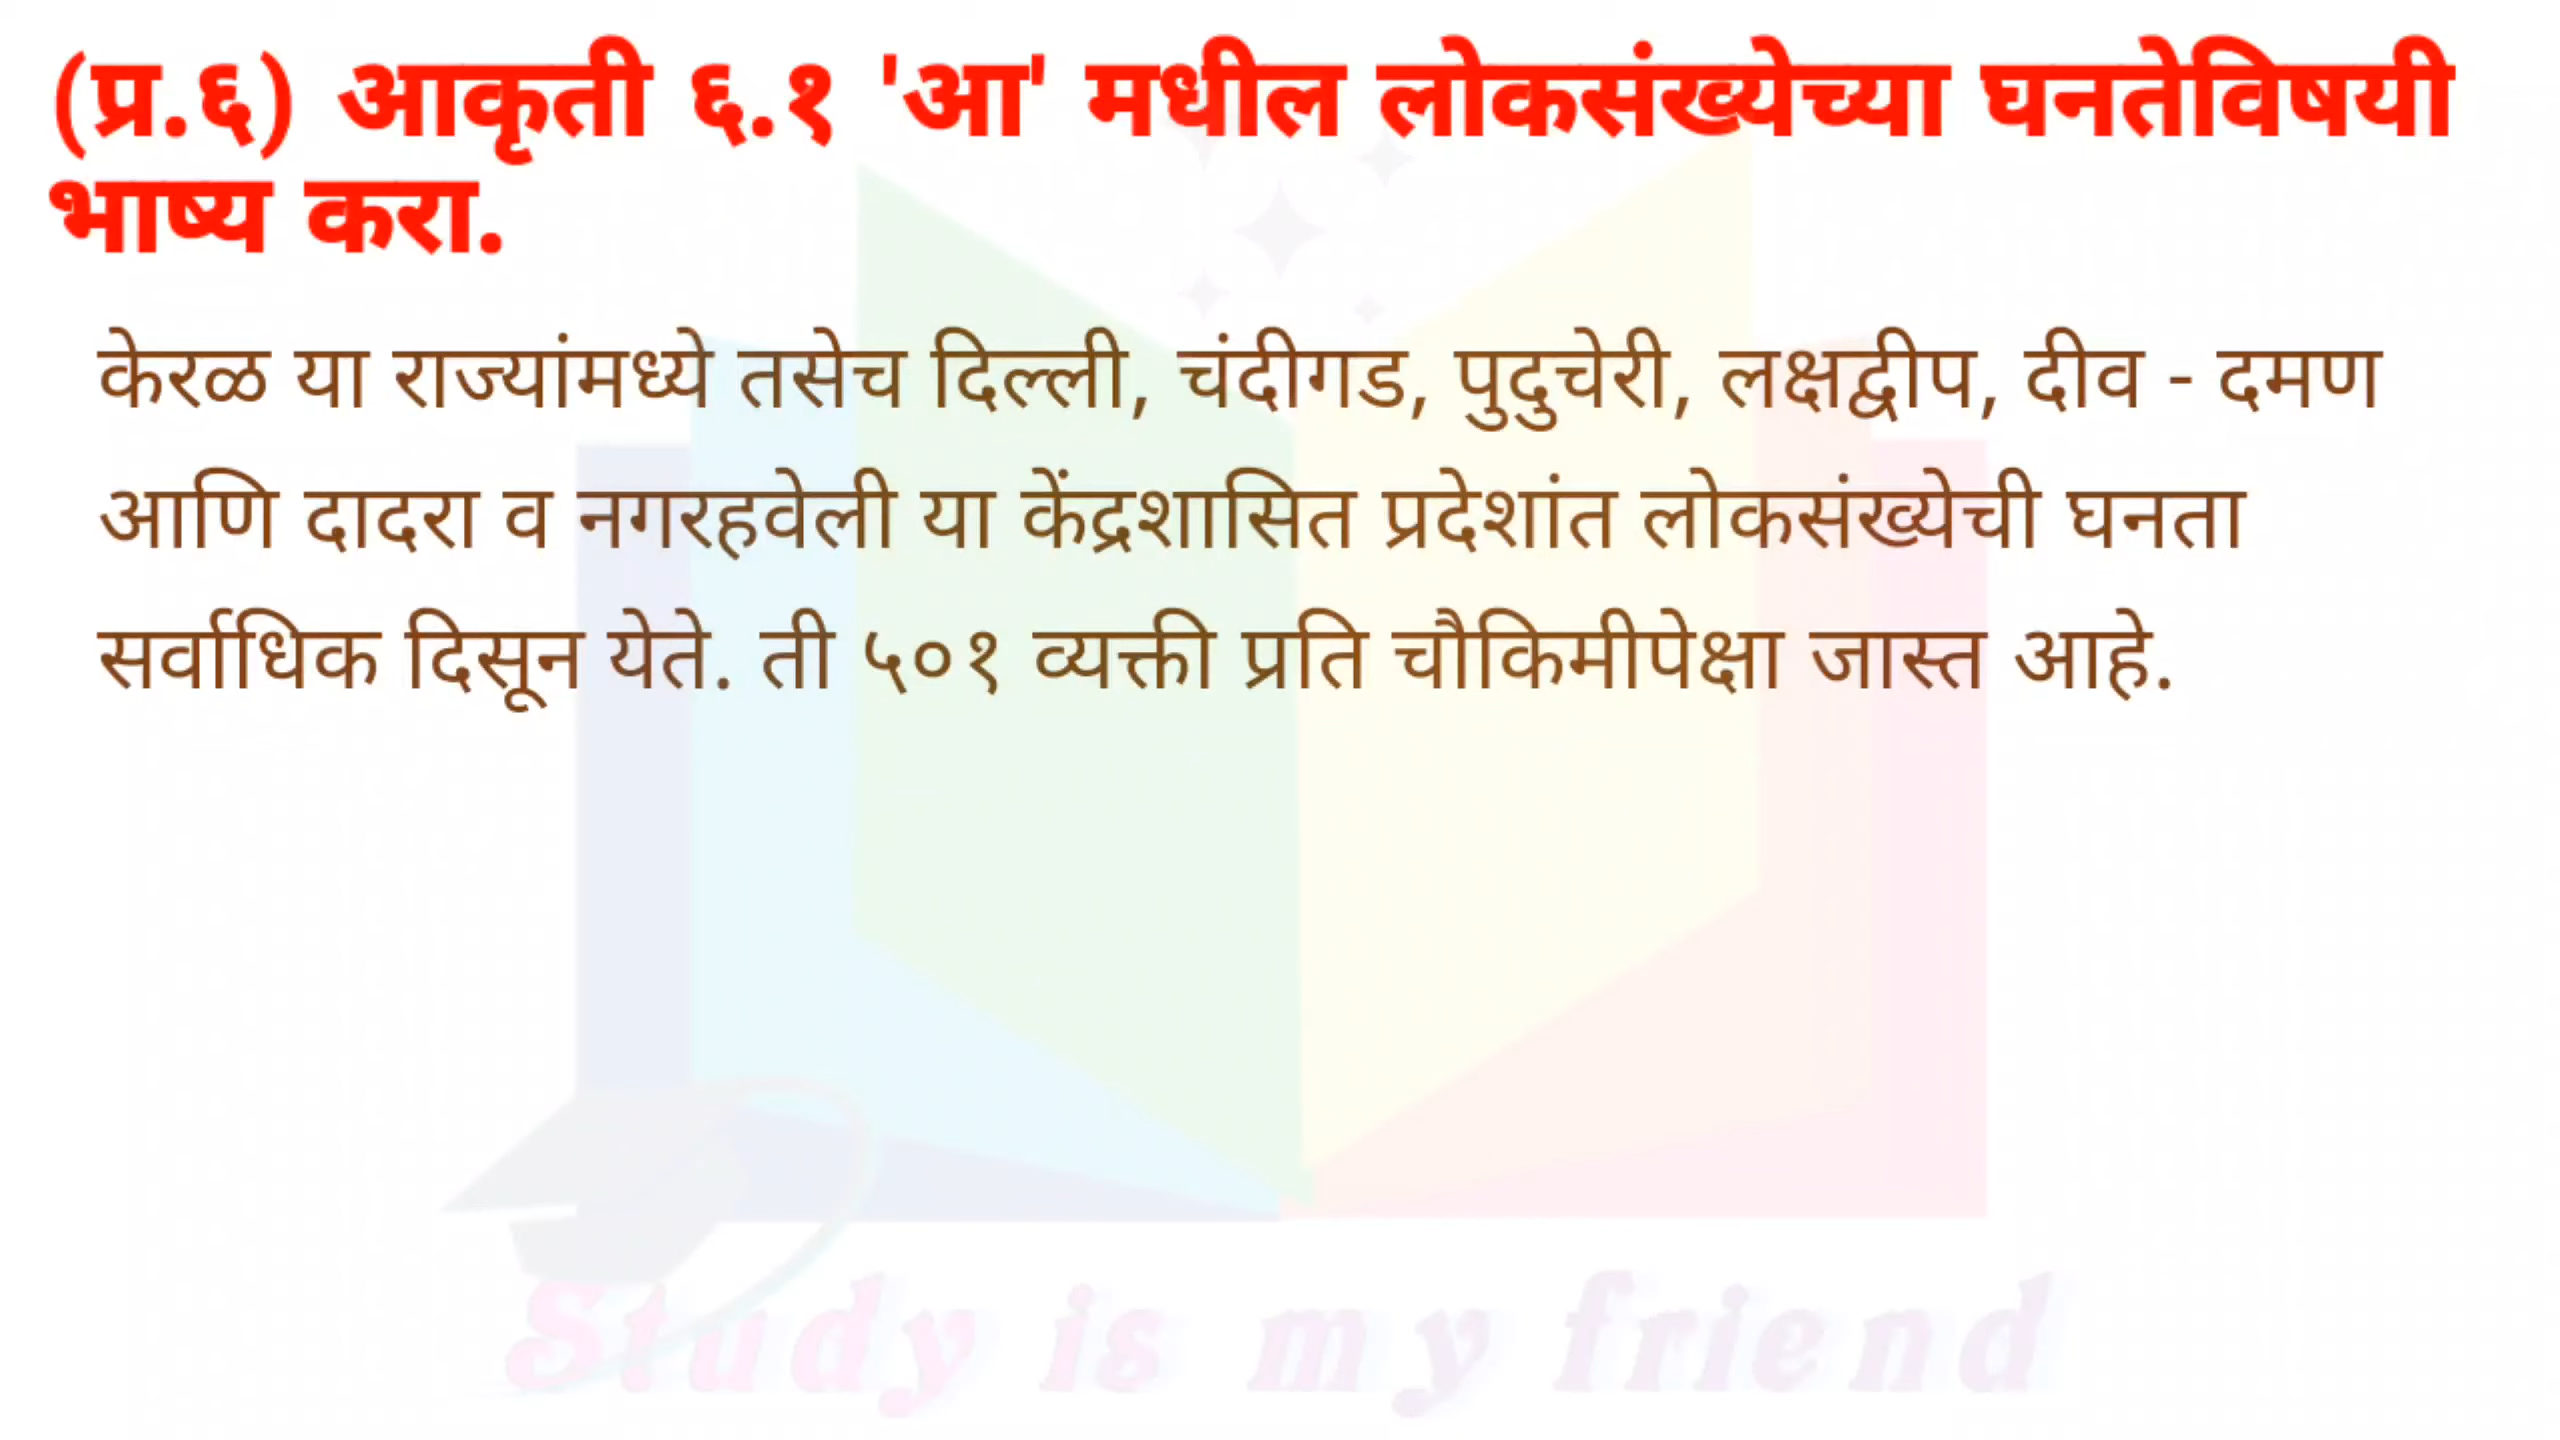 (प्र.६) आकृती ६.१ 'आ' मधील लोकसंख्येच्या घनतेविषयी
भाष्य करा.
केरळ या राज्यांमध्ये तसेच दिल्ली, चंदीगड, पुदुचेरी, लक्षद्वीप, दीव - दमण
आणि दादरा व नगरहवेली या केंद्रशासित प्रदेशांत लोकसंख्येची घनता
सर्वाधिक दिसून येते. ती ५०१ व्यक्ती प्रति चौकिमीपेक्षा जास्त आहे.
Study is my friend